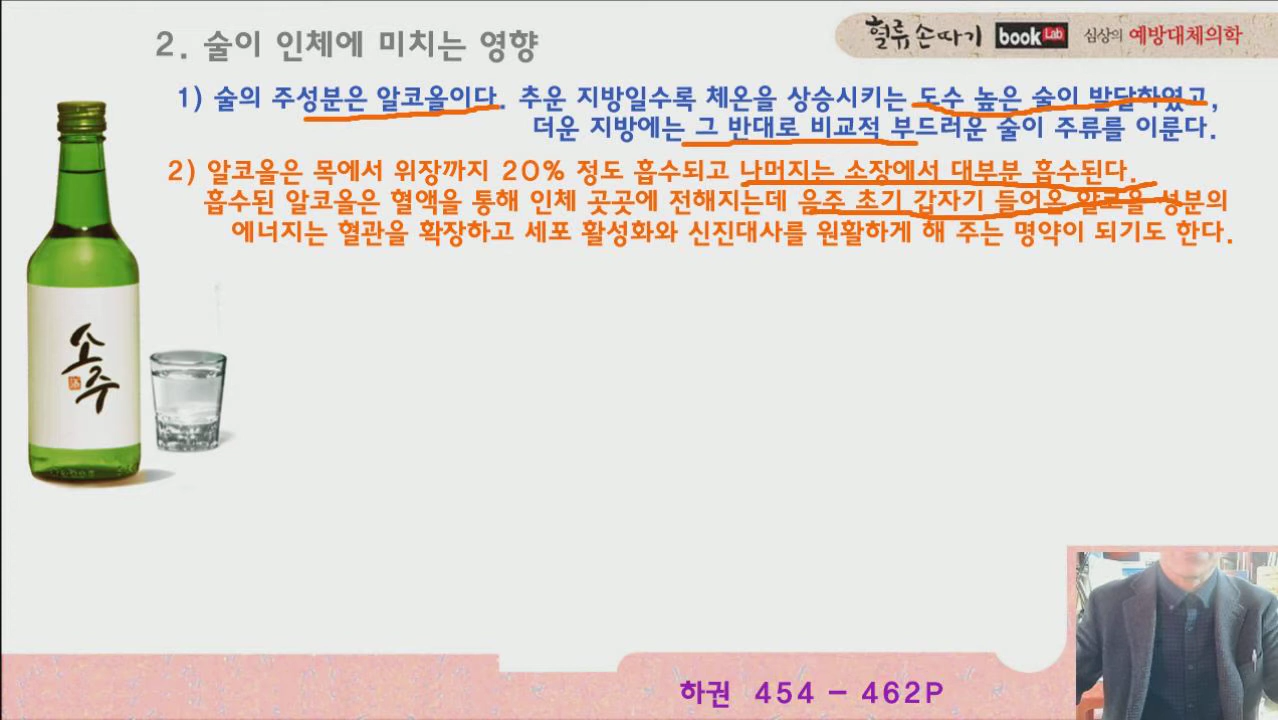 2. 술이 인체에 미치는 영향
혈류 손따기 book Lab 심상의 예방대체의학
1) 술의 주성분은 알코올이다. 추운 지방일수록 체온을 상승시키는 도수 높은 술이 발달하였고,
더운 지방에는 그 반대로 비교적 부드러운 술이 주류를 이룬다.
2) 알코올은 목에서 위장까지 20% 정도 흡수되고 나머지는 소장에서 대부분 흡수된다.
흡수된 알코올은 혈액을 통해 인체 곳곳에 전해지는데 음주 초기 갑자기 들어온 알코올 성분의
에너지는 혈관을 확장하고 세포 활성화와 신진대사를 원활하게 해 주는 명약이 되기도 한다.
소주
하권 454 - 462P